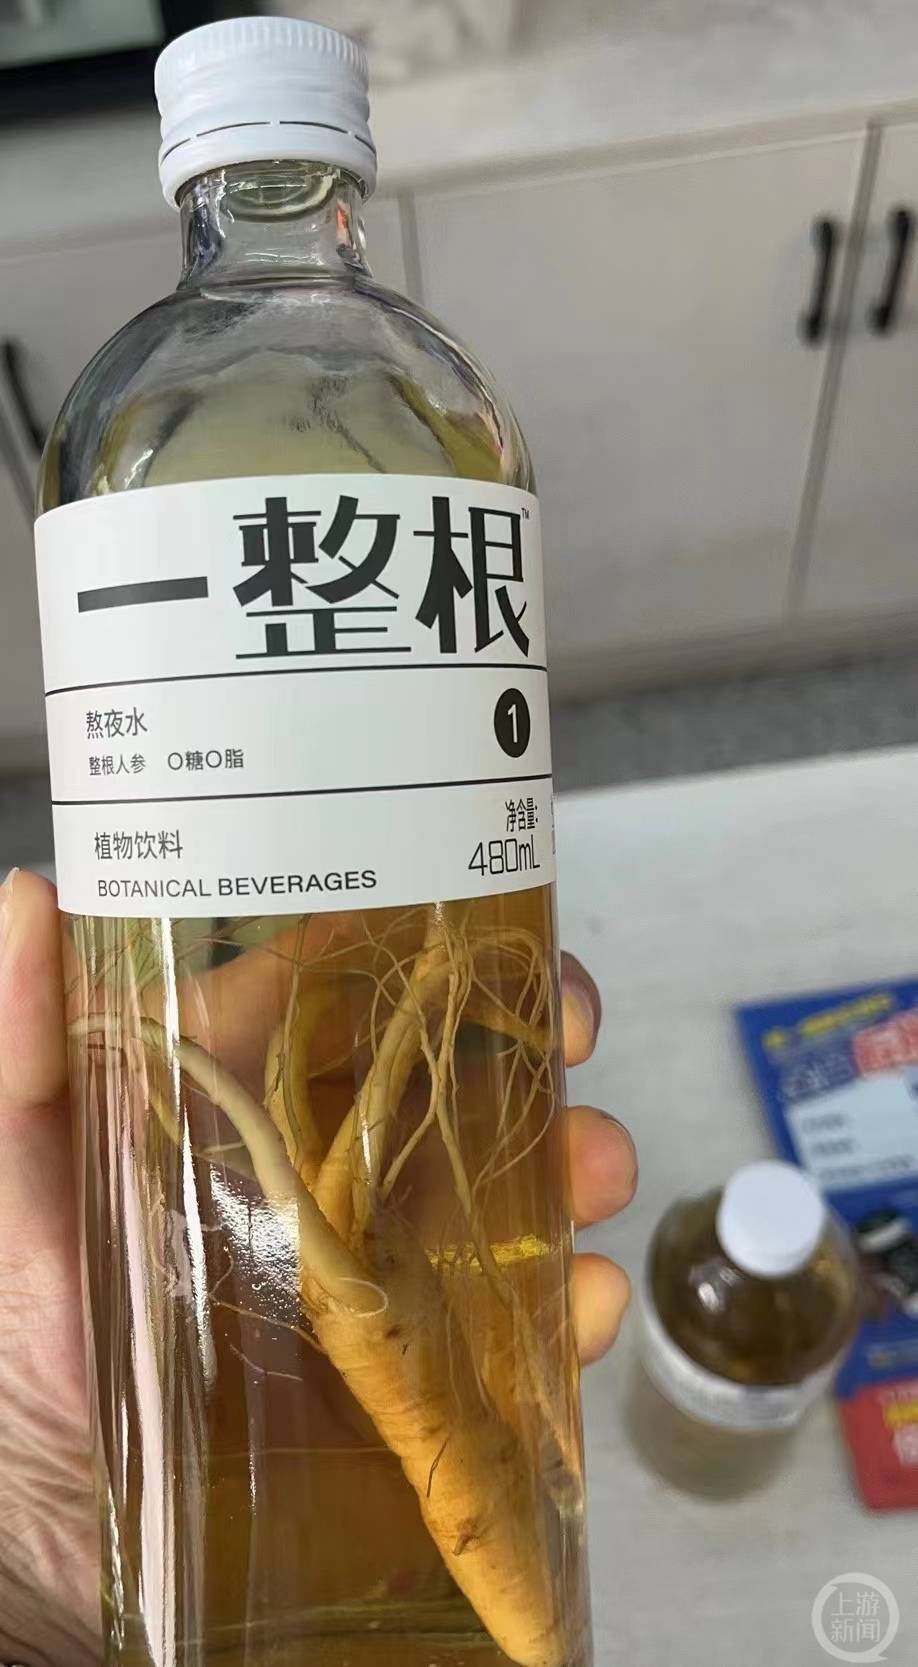 一整根™
熬夜水
1
整根人参 0糖0脂
植物饮料
净含量:
480mL
BOTANICAL BEVERAGES
上游
新闻